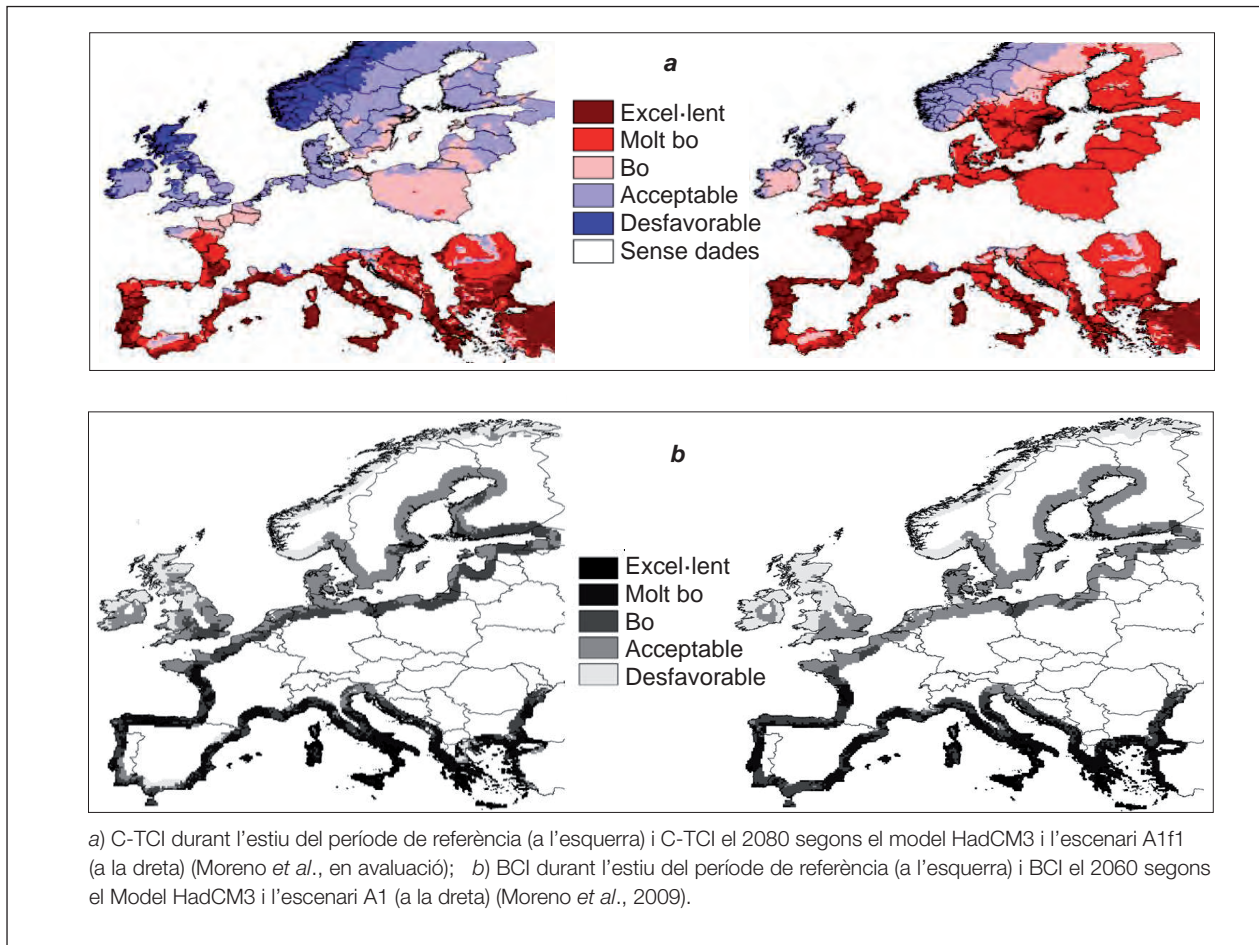 a
Excel·lent
Molt bo
Bo
Acceptable
Desfavorable
Sense dades
b
Excel·lent
Molt bo
Bo
Acceptable
Desfavorable
a) C-TCI durant l’estiu del període de referència (a l’esquerra) i C-TCI el 2080 segons el model HadCM3 i l’escenari A1f1
(a la dreta) (Moreno et al., en avaluació); b) BCI durant l’estiu del període de referència (a l’esquerra) i BCI el 2060 segons
el Model HadCM3 i l’escenari A1 (a la dreta) (Moreno et al., 2009).